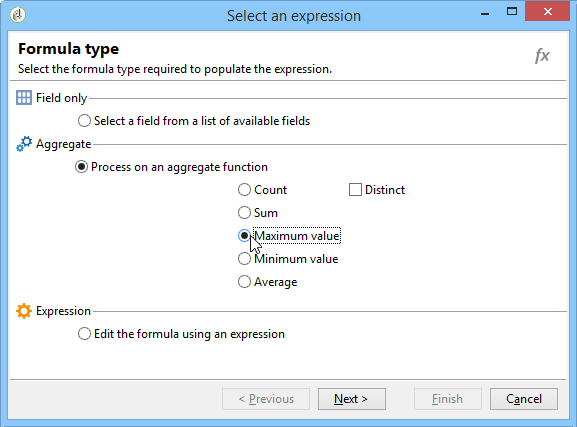 Select an expression
Formula type
Select the formula type required to populate the expression.
fx
Field only
Select a field from a list of available fields
Aggregate
Process on an aggregate function
Count
Distinct
Sum
Maximum value
Minimum value
Average
Expression
Edit the formula using an expression
< Previous
Next >
Finish
Cancel